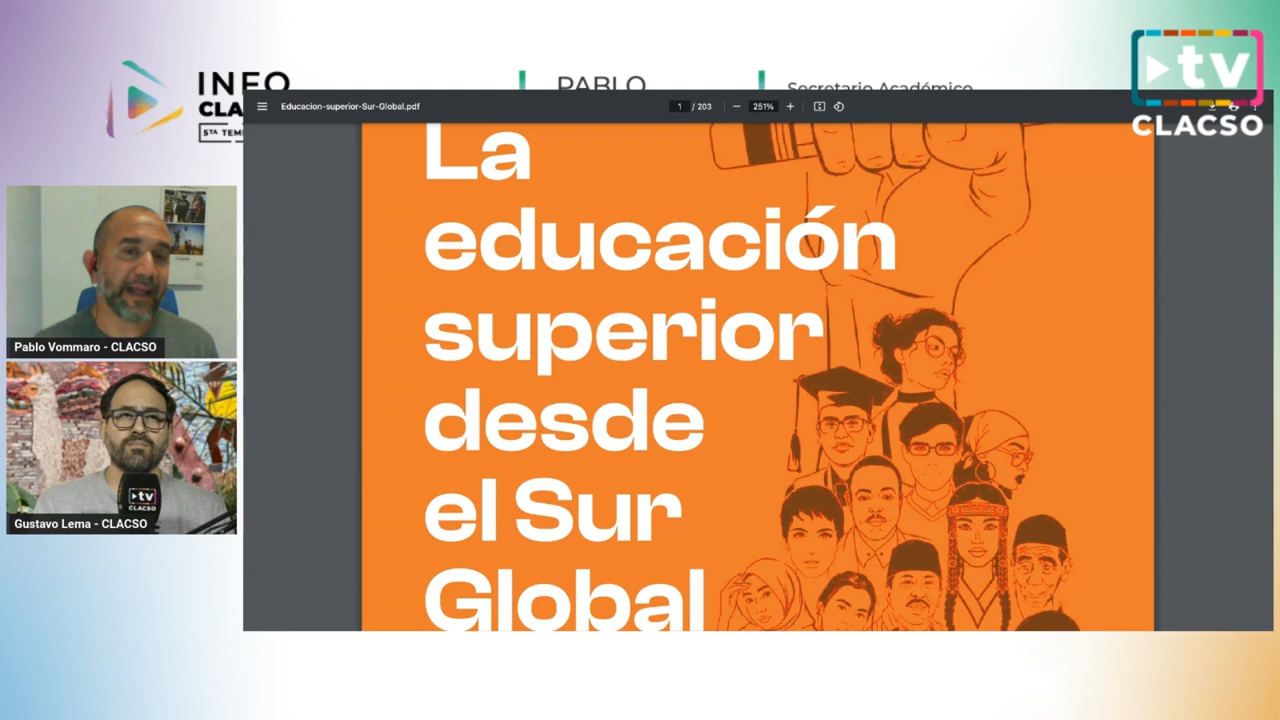 INFO
CLA
5TA TEM
PABLO
Secretario Académico
tv
CLACSO
Educacion-superior-Sur-Global.pdf
1 / 203
251%
La
educación
superior
desde
el Sur
Global
Pablo Vommaro - CLACSO
tv
CLACSO
Gustavo Lema - CLACSO